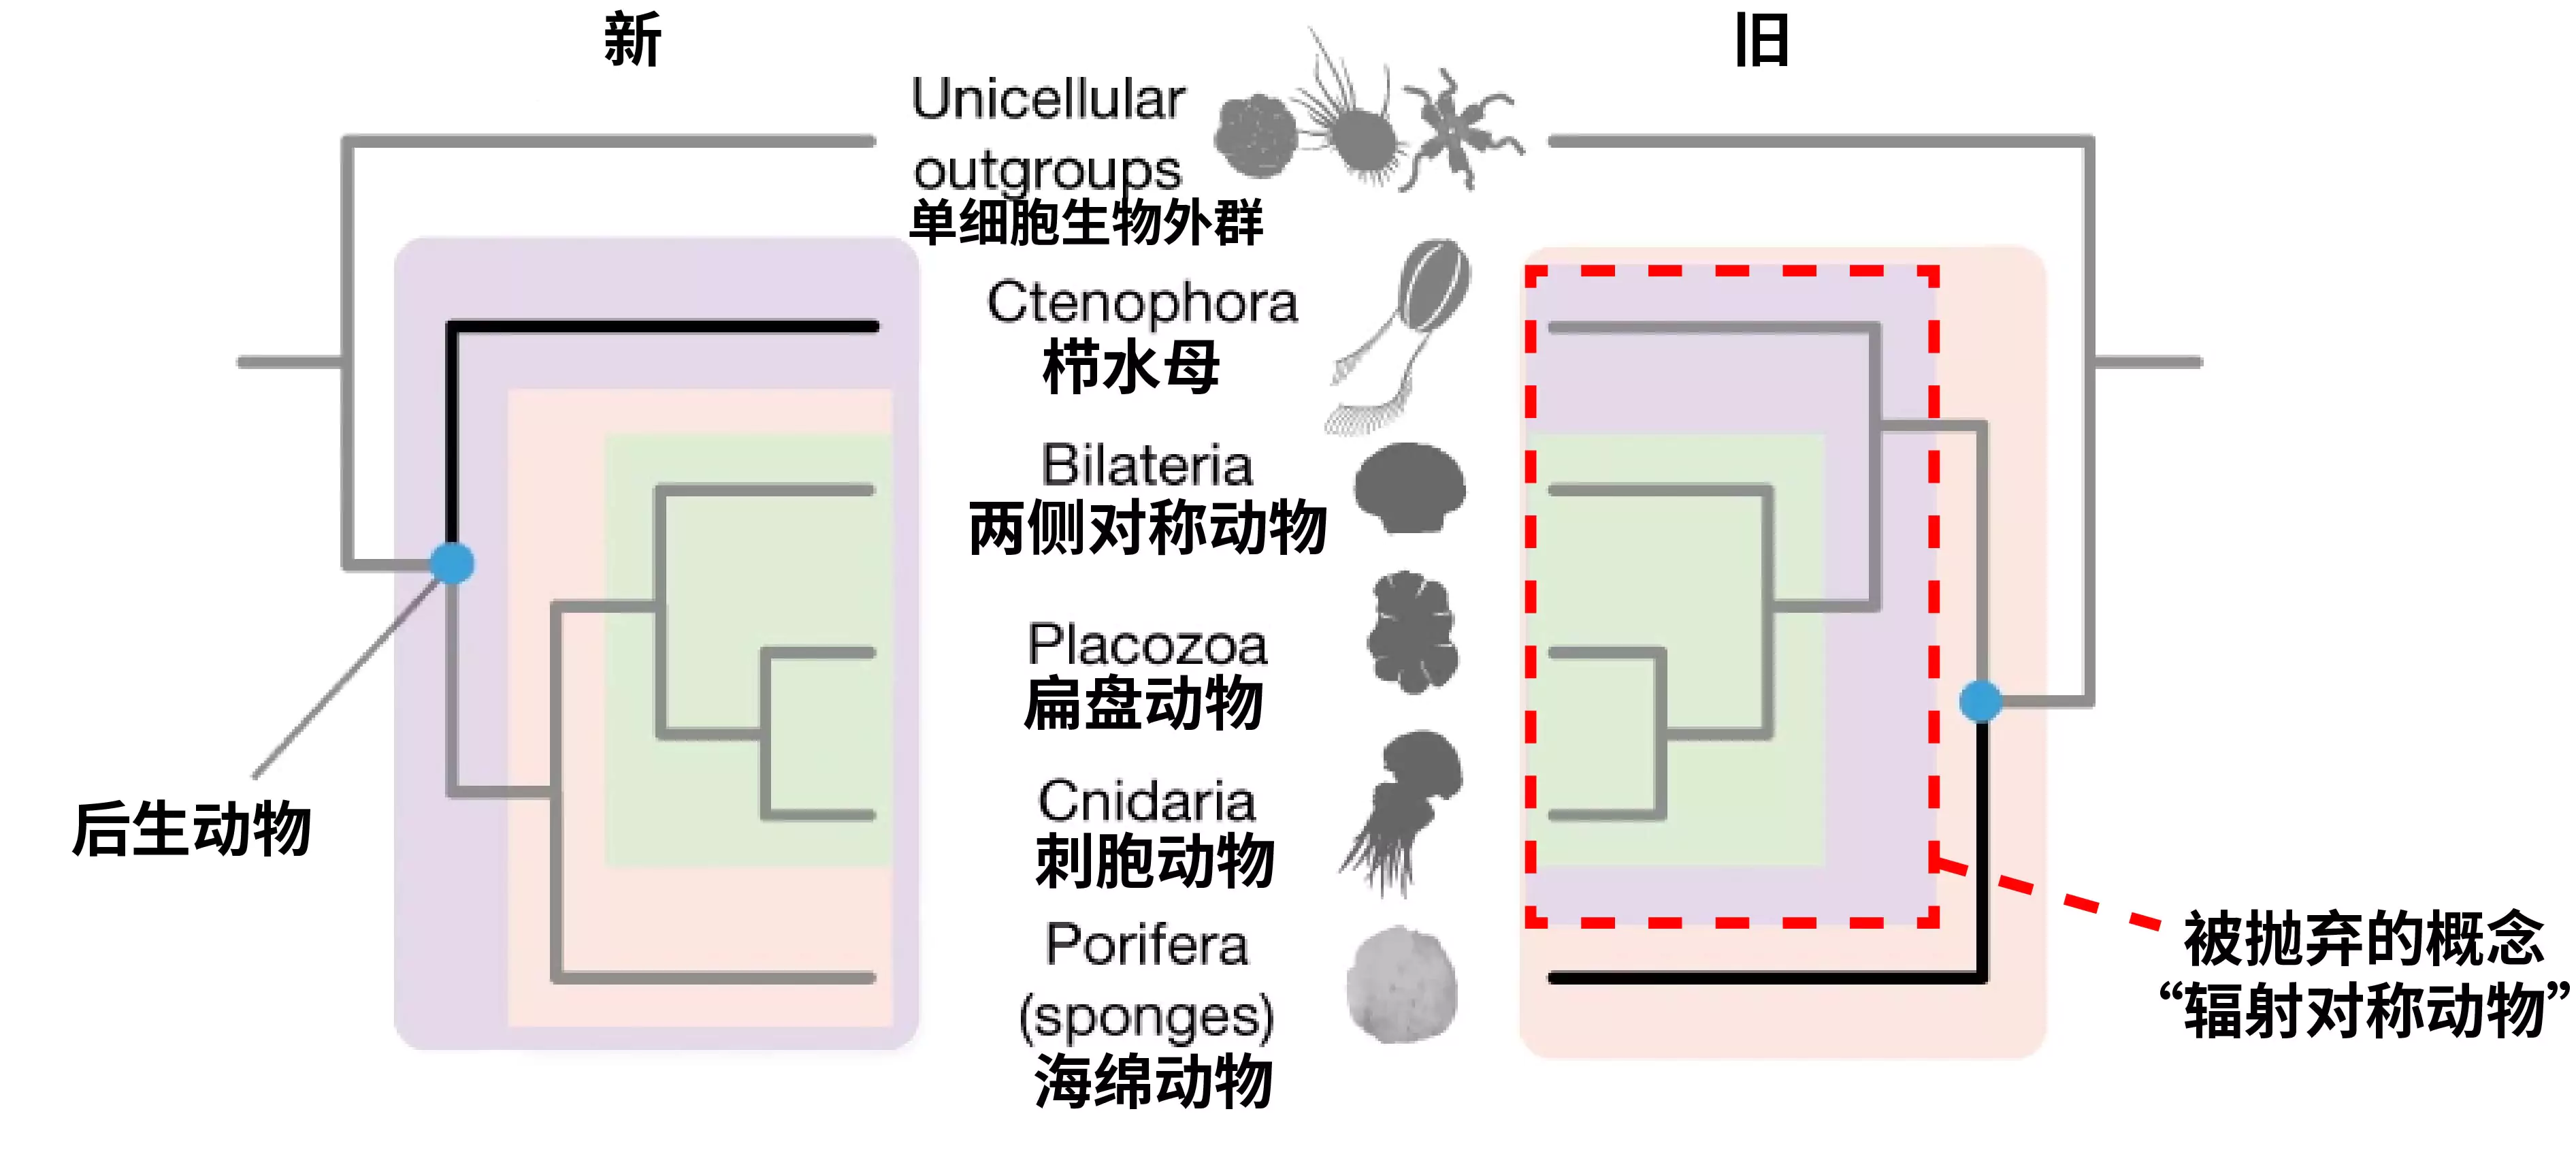 新
旧
Unicellular
outgroups
单细胞生物外群
Ctenophora
栉水母
Bilateria
两侧对称动物
Placozoa
扁盘动物
Cnidaria
刺胞动物
Porifera
(sponges)
海绵动物
后生动物
被抛弃的概念
“辐射对称动物”